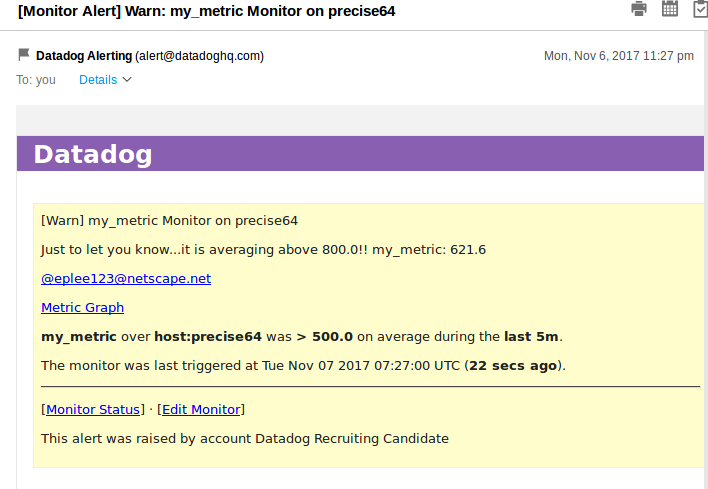 [Monitor Alert] Warn: my_metric Monitor on precise64
Datadog Alerting (alert@datadoghq.com)
Mon, Nov 6, 2017 11:27 pm
To: you Details
Datadog
[Warn] my_metric Monitor on precise64
Just to let you know...it is averaging above 800.0!! my_metric: 621.6
@eplee123@netscape.net
Metric Graph
my_metric over host:precise64 was > 500.0 on average during the last 5m.
The monitor was last triggered at Tue Nov 07 2017 07:27:00 UTC (22 secs ago).
[Monitor Status] · [Edit Monitor]
This alert was raised by account Datadog Recruiting Candidate